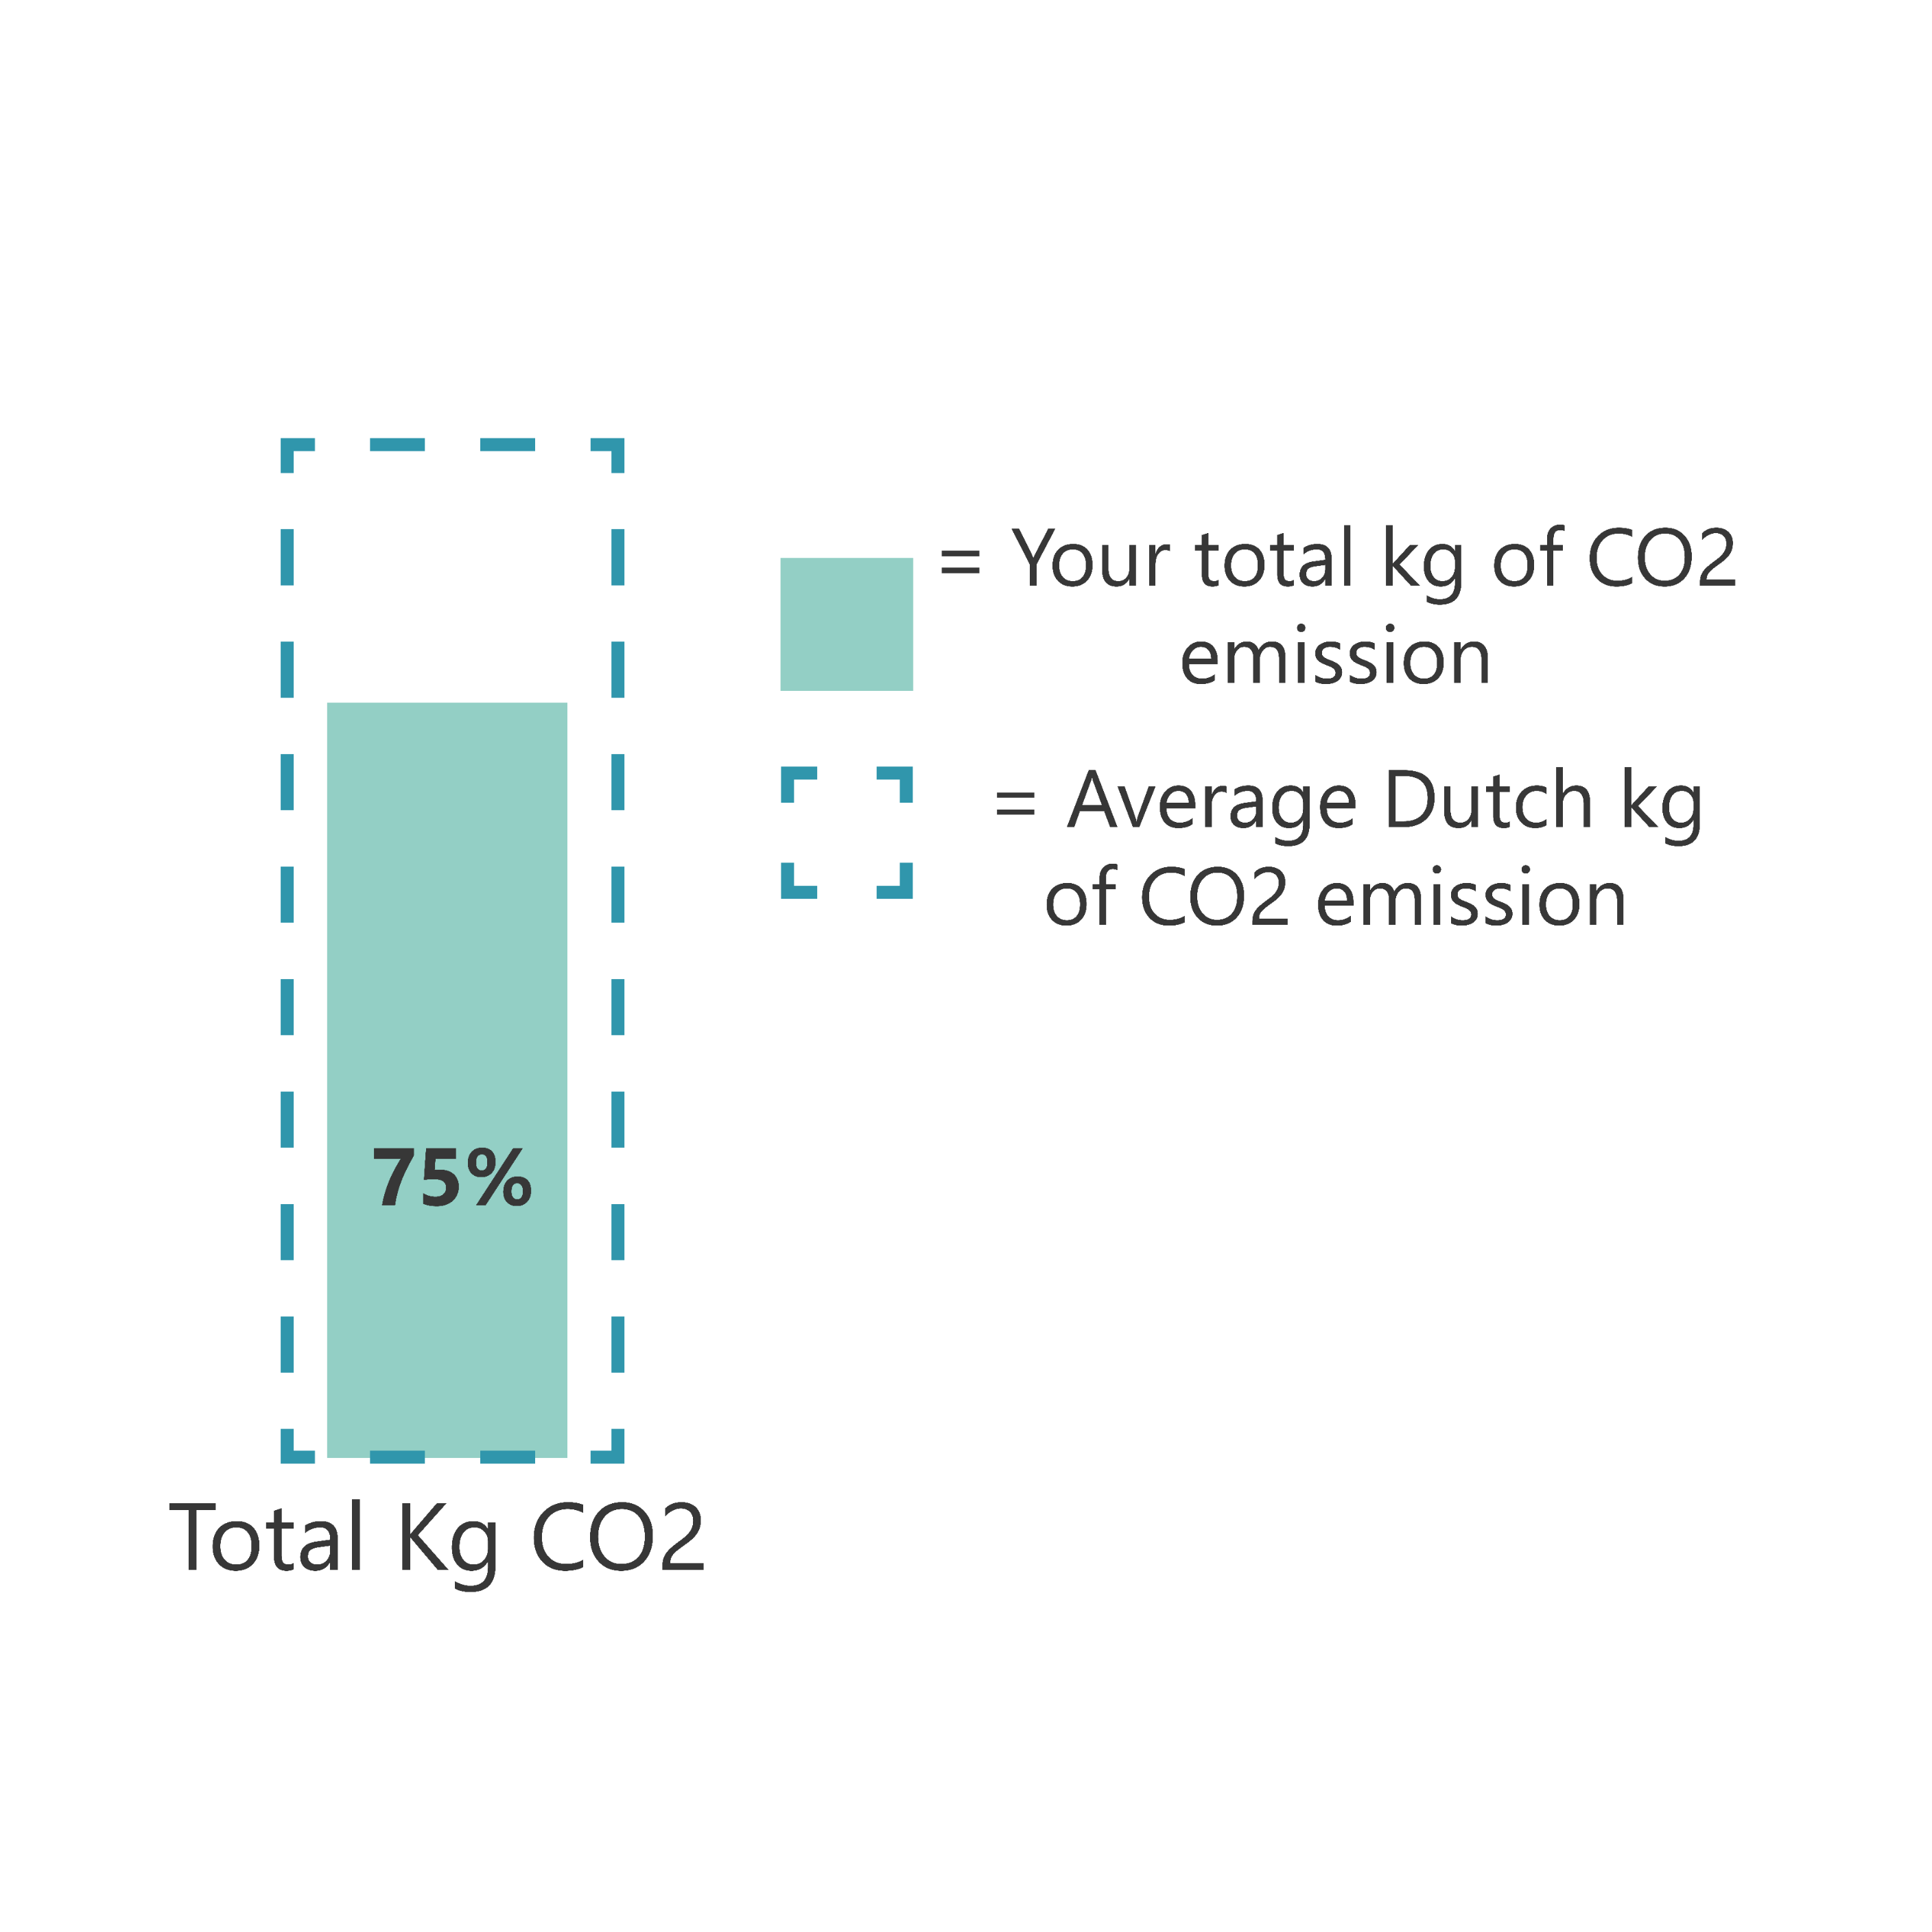 = Your total kg of CO2
emission
= Average Dutch kg
of CO2 emission
75%
Total Kg CO2